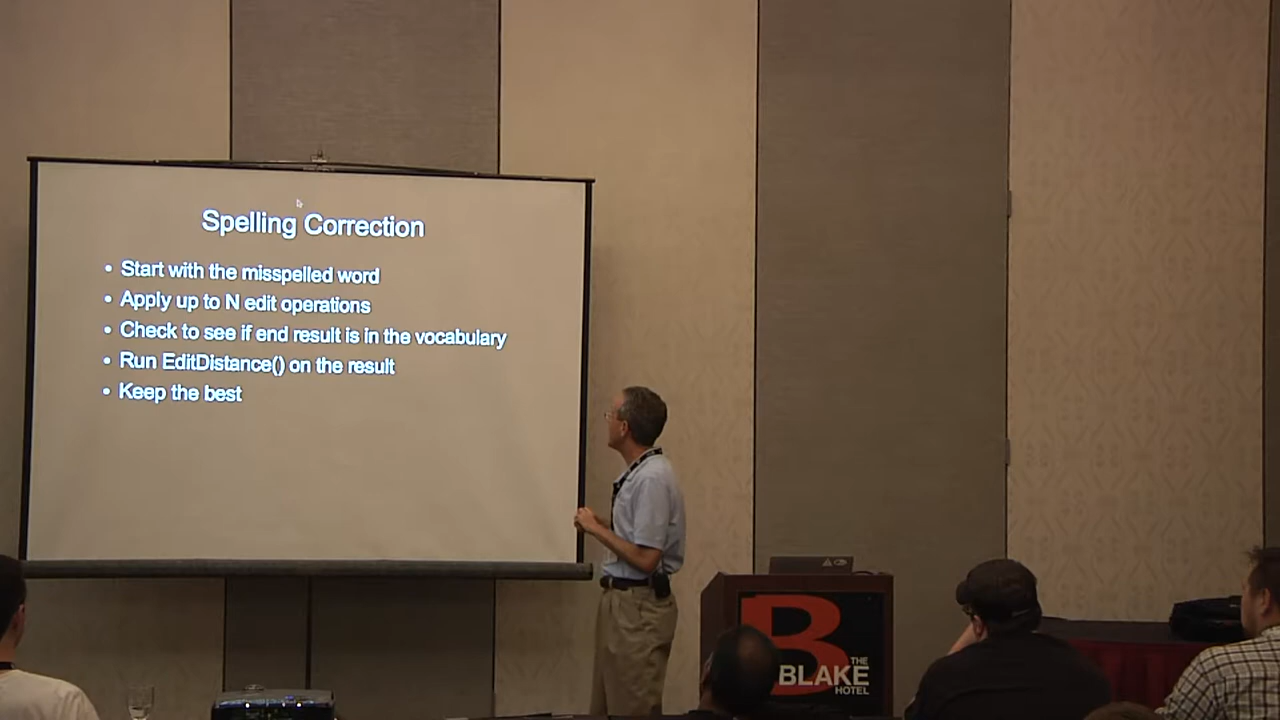 Spelling Correction
• Start with the misspelled word
• Apply up to N edit operations
• Check to see if end result is in the vocabulary
• Run EditDistance() on the result
• Keep the best
B
THE
BLAKE
HOTEL